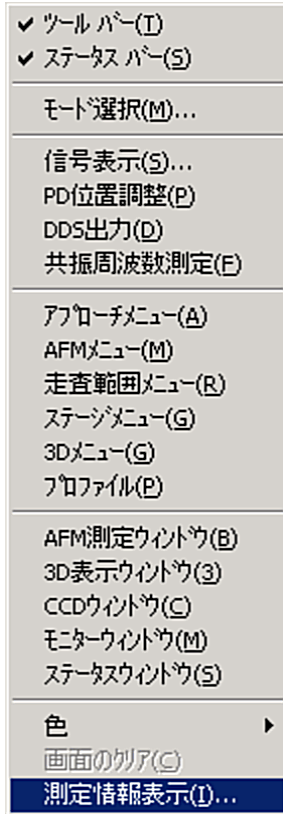 ﾂｰﾙ ﾊﾞｰ(T)
ｽﾃｰﾀｽ ﾊﾞｰ(S)
ﾓｰﾄﾞ選択(M)...
信号表示(S)...
PD位置調整(P)
DDS出力(D)
共振周波数測定(F)
ｱﾌﾟﾛｰﾁﾒﾆｭｰ(A)
AFMﾒﾆｭｰ(M)
走査範囲ﾒﾆｭｰ(R)
ｽﾃｰｼﾞﾒﾆｭｰ(G)
3Dﾒﾆｭｰ(G)
ﾌﾟﾛﾌｧｲﾙ(P)
AFM測定ｳｨﾝﾄﾞｳ(B)
3D表示ｳｨﾝﾄﾞｳ(3)
CCDｳｨﾝﾄﾞｳ(C)
ﾓﾆﾀｰｳｨﾝﾄﾞｳ(M)
ｽﾃｰﾀｽｳｨﾝﾄﾞｳ(S)
色
画面のｸﾘｱ(C)
測定情報表示(I)...